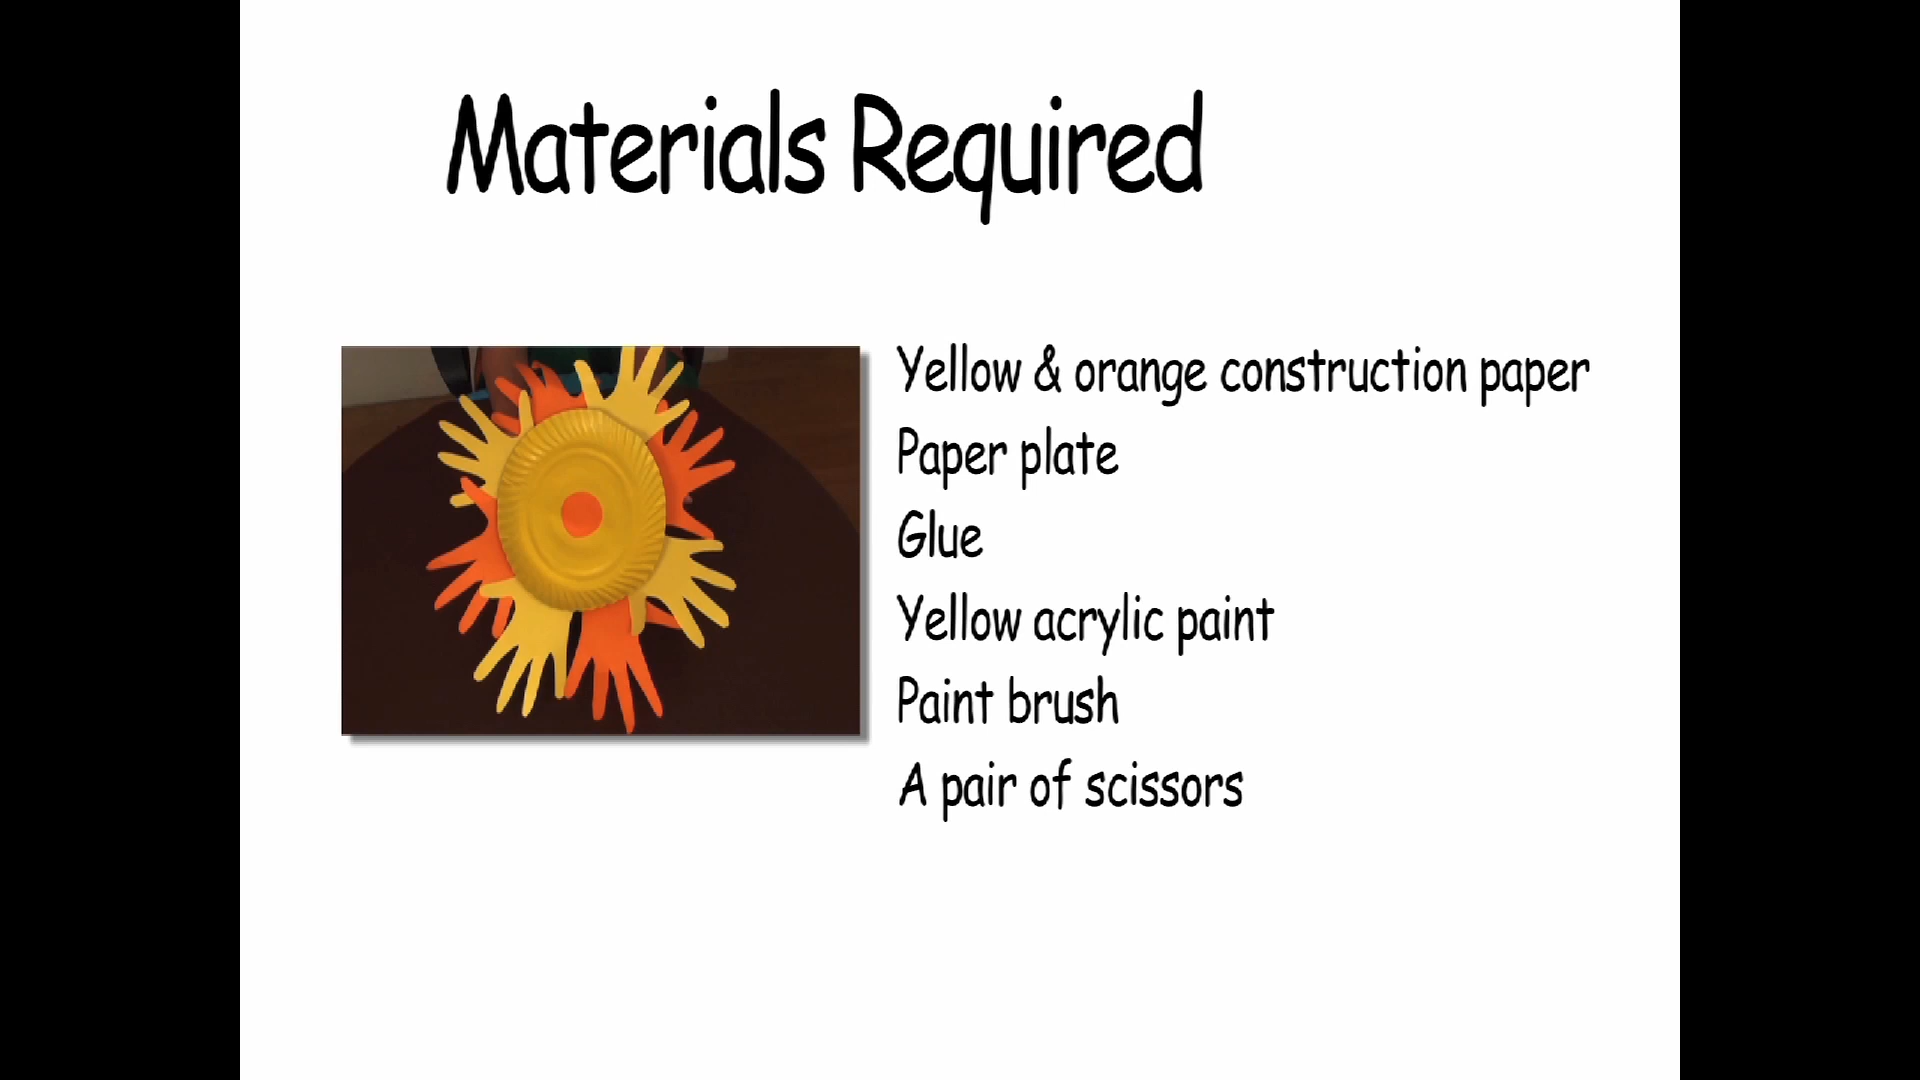 Materials Required
Yellow & orange construction paper
Paper plate
Glue
Yellow acrylic paint
Paint brush
A pair of scissors